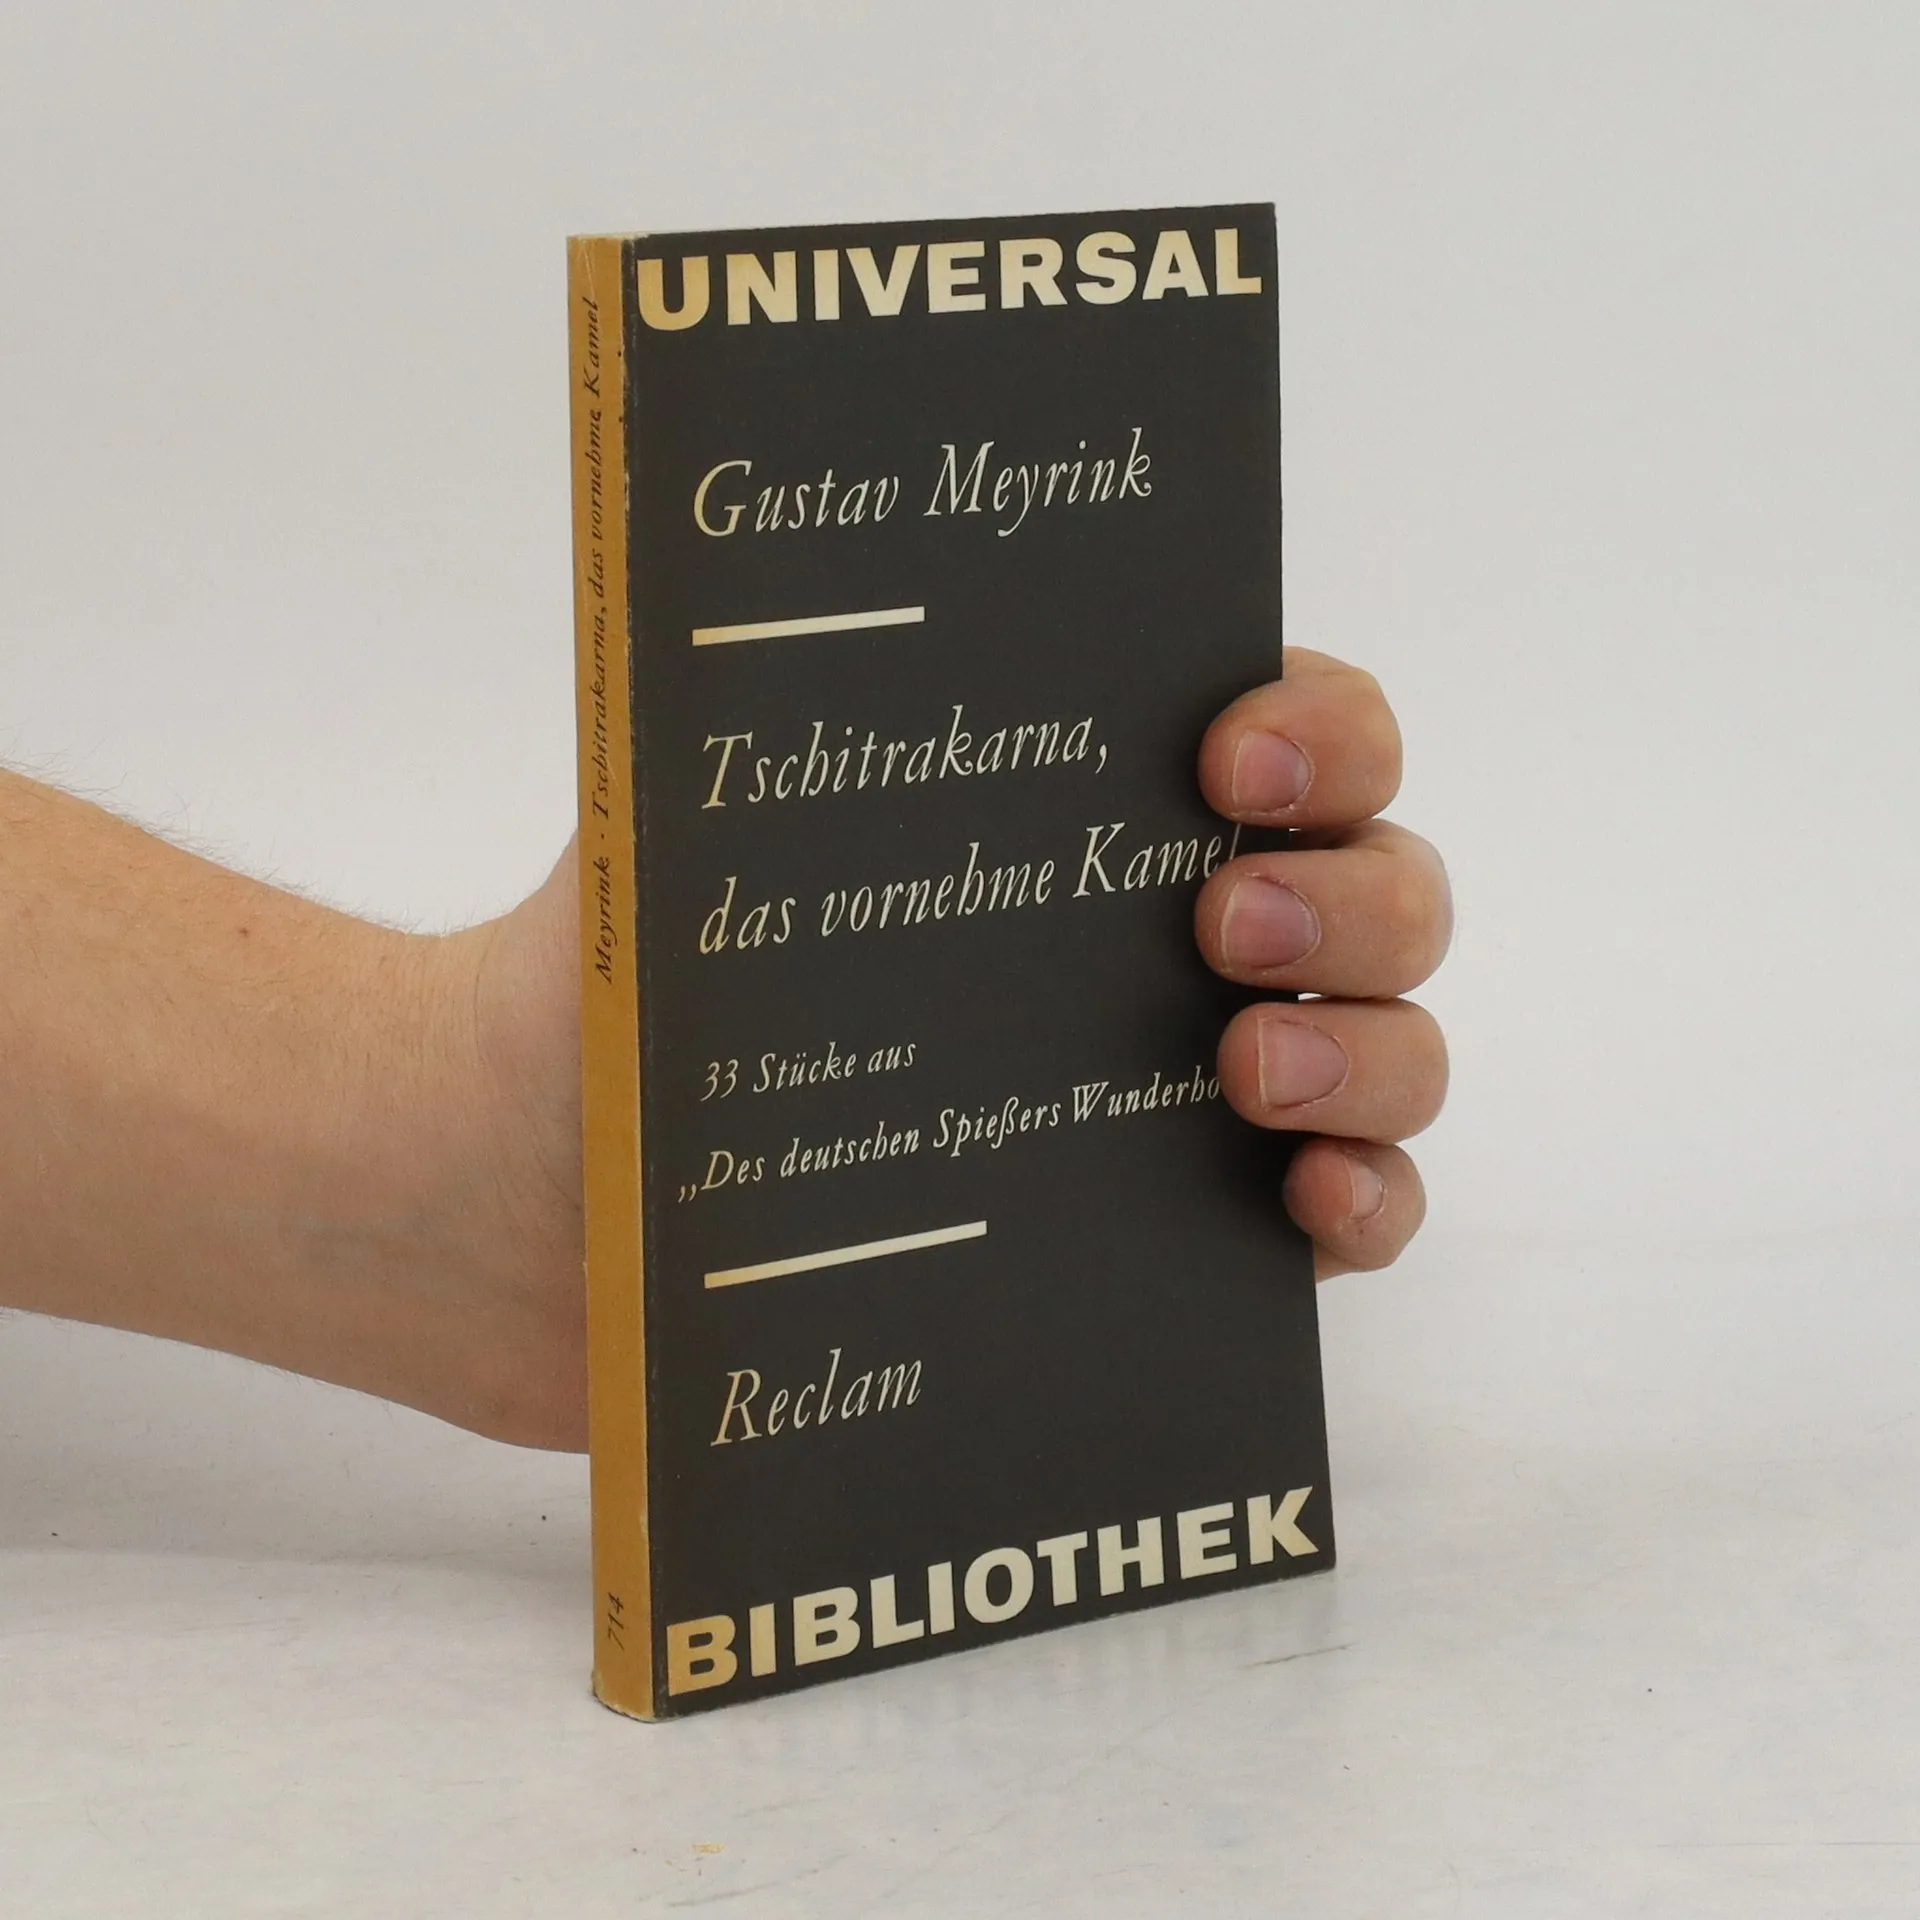 UNIVERSAL
Gustav Meyrink
Tschitrakarna,
das vornehme Kamel
33 Stücke aus
„Des deutschen Spießers Wunderho
Reclam
BIBLIOTHEK
Meyrink · Tschitrakarna, das vornehme Kamel
714